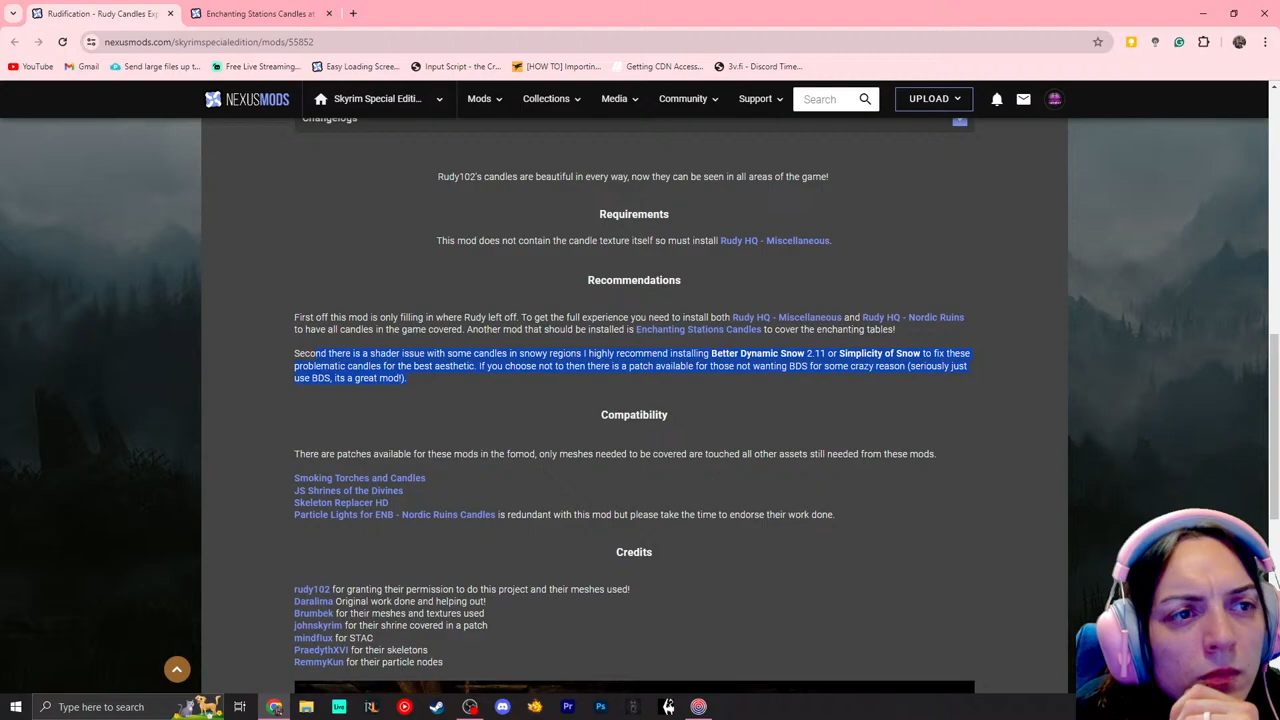 Rudification - Rudy Candles Ex
Enchanting Stations Candles at
nexusmods.com/skyrimspecialedition/mods/55852
YouTube
Gmail
Send large files up t...
Free Live Streaming...
Easy Loading Scree...
Input Script - the Cr...
[HOW TO] Importin...
Getting CDN Access...
3v.fi - Discord Time...
NEXUSMODS
Skyrim Special Editi...
Mods
Collections
Media
Community
Support
Search
UPLOAD
Changelogs
Rudy102's candles are beautiful in every way, now they can be seen in all areas of the game!
Requirements
This mod does not contain the candle texture itself so must install Rudy HQ - Miscellaneous.
Recommendations
First off this mod is only filling in where Rudy left off. To get the full experience you need to install both Rudy HQ - Miscellaneous and Rudy HQ - Nordic Ruins
to have all candles in the game covered. Another mod that should be installed is Enchanting Stations Candles to cover the enchanting tables!
Second there is a shader issue with some candles in snowy regions I highly recommend installing Better Dynamic Snow 2.11 or Simplicity of Snow to fix these
problematic candles for the best aesthetic. If you choose not to then there is a patch available for those not wanting BDS for some crazy reason (seriously just
use BDS, its a great mod!).
Compatibility
There are patches available for these mods in the fomod, only meshes needed to be covered are touched all other assets still needed from these mods.
Smoking Torches and Candles
JS Shrines of the Divines
Skeleton Replacer HD
Particle Lights for ENB - Nordic Ruins Candles is redundant with this mod but please take the time to endorse their work done.
Credits
rudy102 for granting their permission to do this project and their meshes used!
Daralima Original work done and helping out!
Brumbek for their meshes and textures used
johnskyrim for their shrine covered in a patch
mindflux for STAC
PraedythXVI for their skeletons
RemmyKun for their particle nodes
Type here to search
Live
Pr
Ps